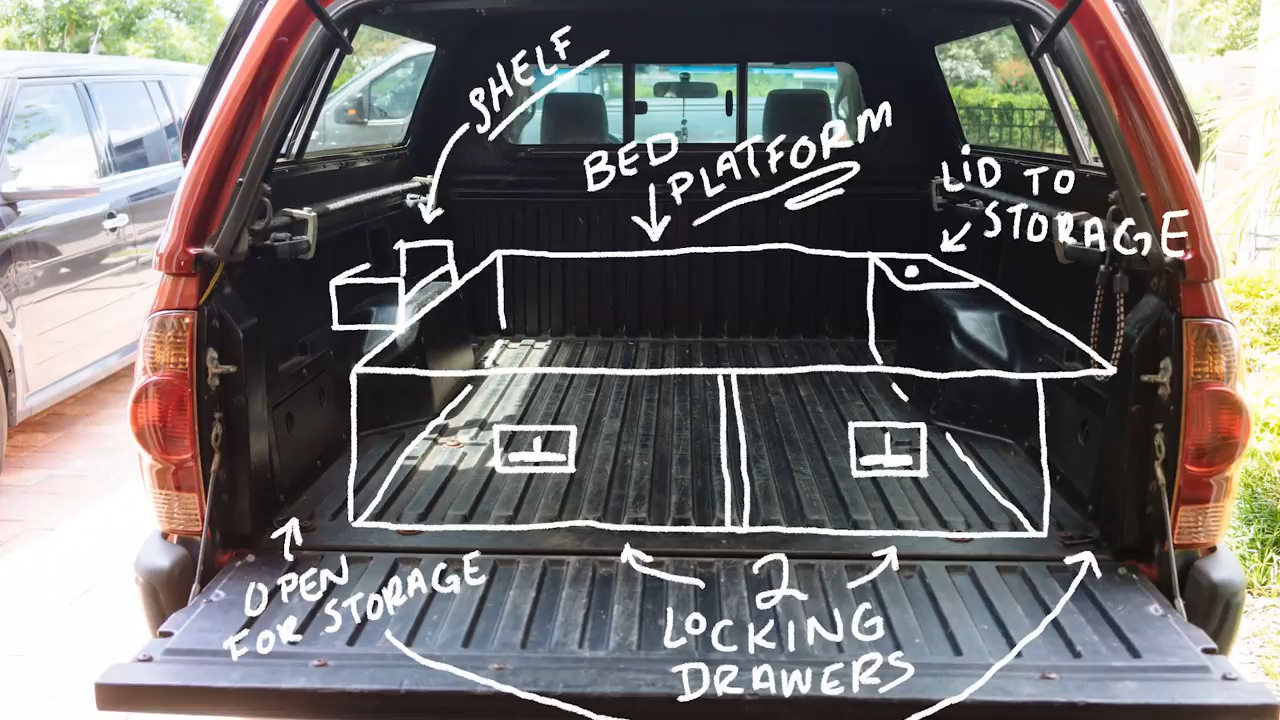 SHELF
BED
PLATFORM
LID TO
STORAGE
OPEN
FOR STORAGE
2
LOCKING
DRAWERS